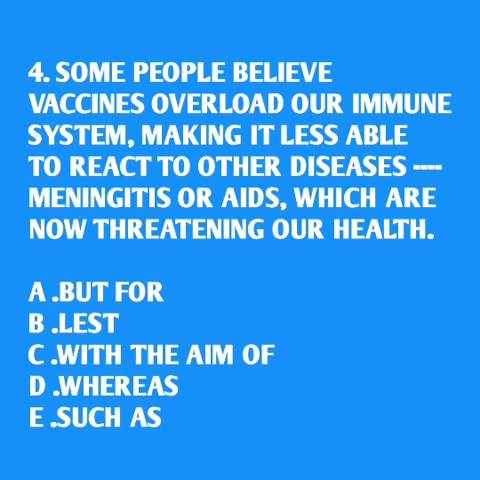 4. SOME PEOPLE BELIEVE
VACCINES OVERLOAD OUR IMMUNE
SYSTEM, MAKING IT LESS ABLE
TO REACT TO OTHER DISEASES ----
MENINGITIS OR AIDS, WHICH ARE
NOW THREATENING OUR HEALTH.
A .BUT FOR
B .LEST
C .WITH THE AIM OF
D .WHEREAS
E .SUCH AS